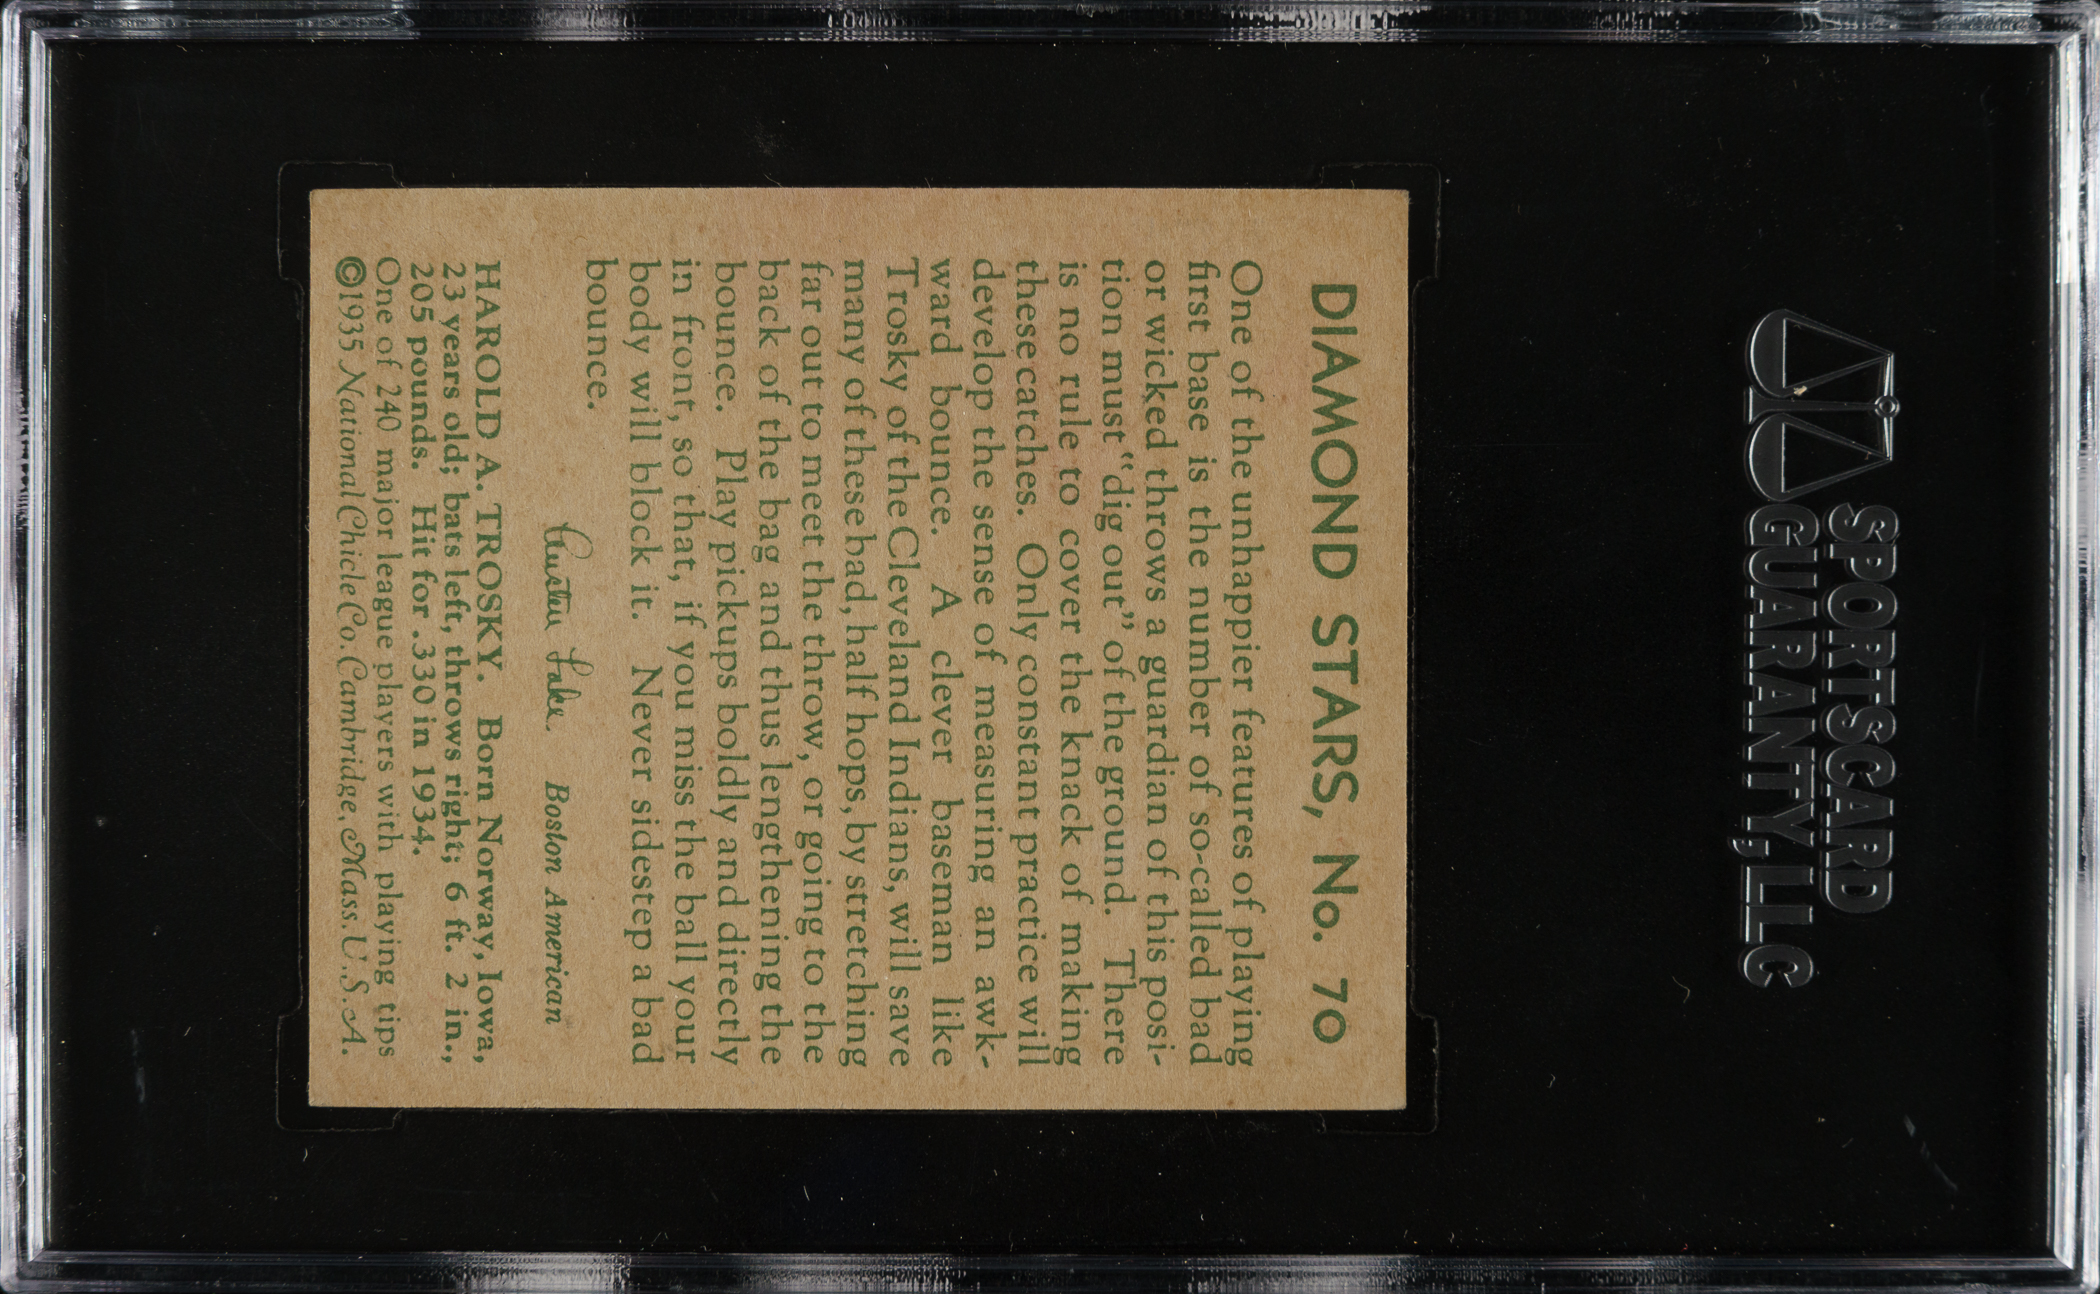 SPORTSCARD
GUARANTY, LLC
DIAMOND STARS, No. 70
One of the unhappier features of playing
first base is the number of so-called bad
or wicked throws a guardian of this posi-
tion must “dig out” of the ground. There
is no rule to cover the knack of making
these catches. Only constant practice will
develop the sense of measuring an awk-
ward bounce. A clever baseman like
Trosky of the Cleveland Indians, will save
many of these bad, half hops, by stretching
far out to meet the throw, or going to the
back of the bag and thus lengthening the
bounce. Play pickups boldly and directly
in front, so that, if you miss the ball your
body will block it. Never sidestep a bad
bounce.
Austen Lake Boston American
HAROLD A. TROSKY. Born Norway, Iowa,
23 years old; bats left, throws right; 6 ft. 2 in.,
205 pounds. Hit for .330 in 1934.
One of 240 major league players with playing tips
©1935 National Chicle Co. Cambridge, Mass. U.S.A.